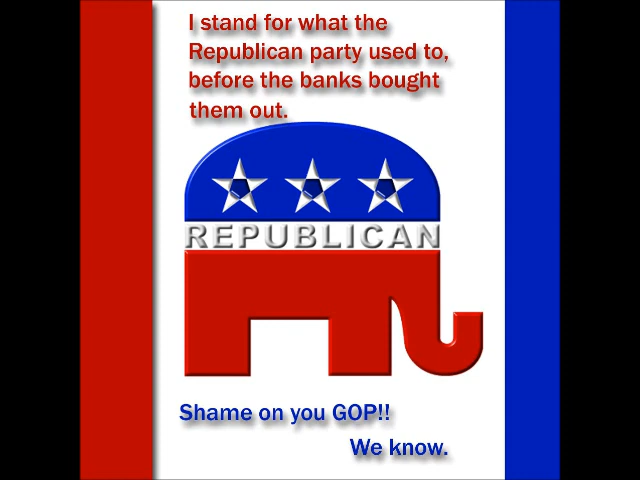 I stand for what the
Republican party used to,
before the banks bought
them out.
REPUBLICAN
Shame on you GOP!!
We know.